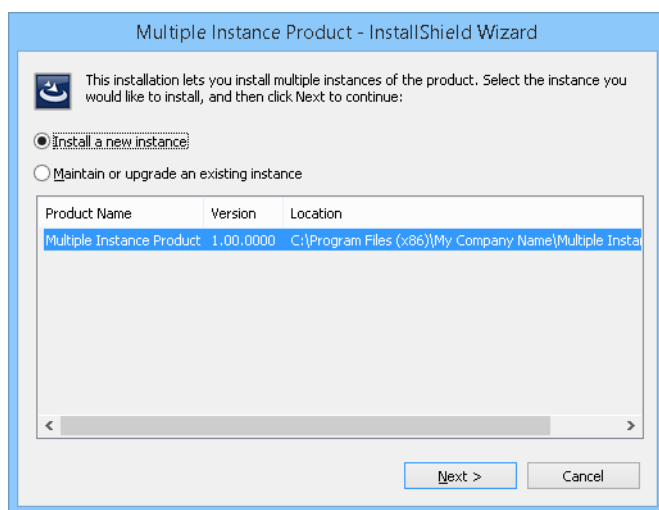 Multiple Instance Product - InstallShield Wizard
This installation lets you install multiple instances of the product. Select the instance you
would like to install, and then click Next to continue:
Install a new instance
Maintain or upgrade an existing instance
Product Name Version Location
Multiple Instance Product 1.00.0000 C:\Program Files (x86)\My Company Name\Multiple Instar
Next > Cancel